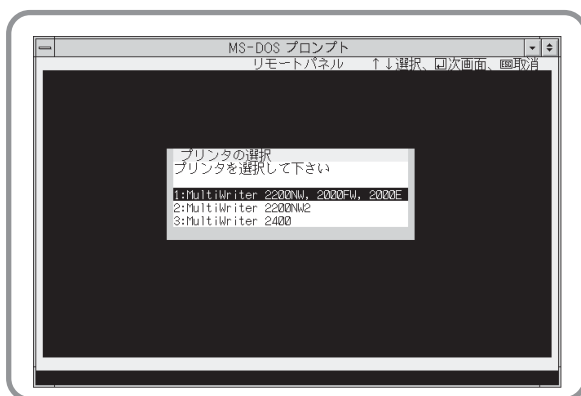 MS-DOS プロンプト
リモートパネル ↑↓選択、↵次画面、ESC取消
プリンタの選択
プリンタを選択して下さい
1:MultiWriter 2200NW, 2000FW, 2000E
2:MultiWriter 2200NW2
3:MultiWriter 2400